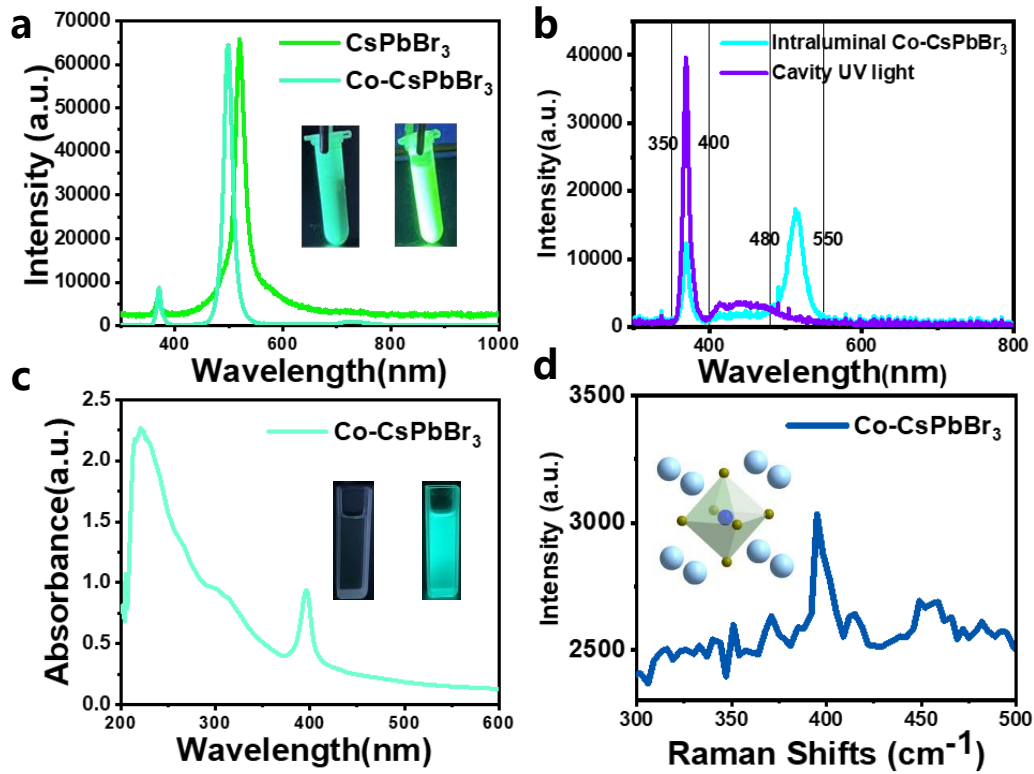 a
CsPbBr3
Co-CsPbBr3
Intensity (a.u.)
70000
60000
50000
40000
30000
20000
10000
0
400
600
800
1000
Wavelength(nm)
b
Intraluminal Co-CsPbBr3
Cavity UV light
350
400
480
550
Intensity(a.u.)
40000
30000
20000
10000
0
400
600
800
Wavelength(nm)
c
Co-CsPbBr3
Absorbance(a.u.)
2.5
2.0
1.5
1.0
0.5
0.0
200
300
400
500
600
Wavelength(nm)
d
Co-CsPbBr3
Intensity (a.u.)
3500
3000
2500
300
350
400
450
500
Raman Shifts (cm-1)